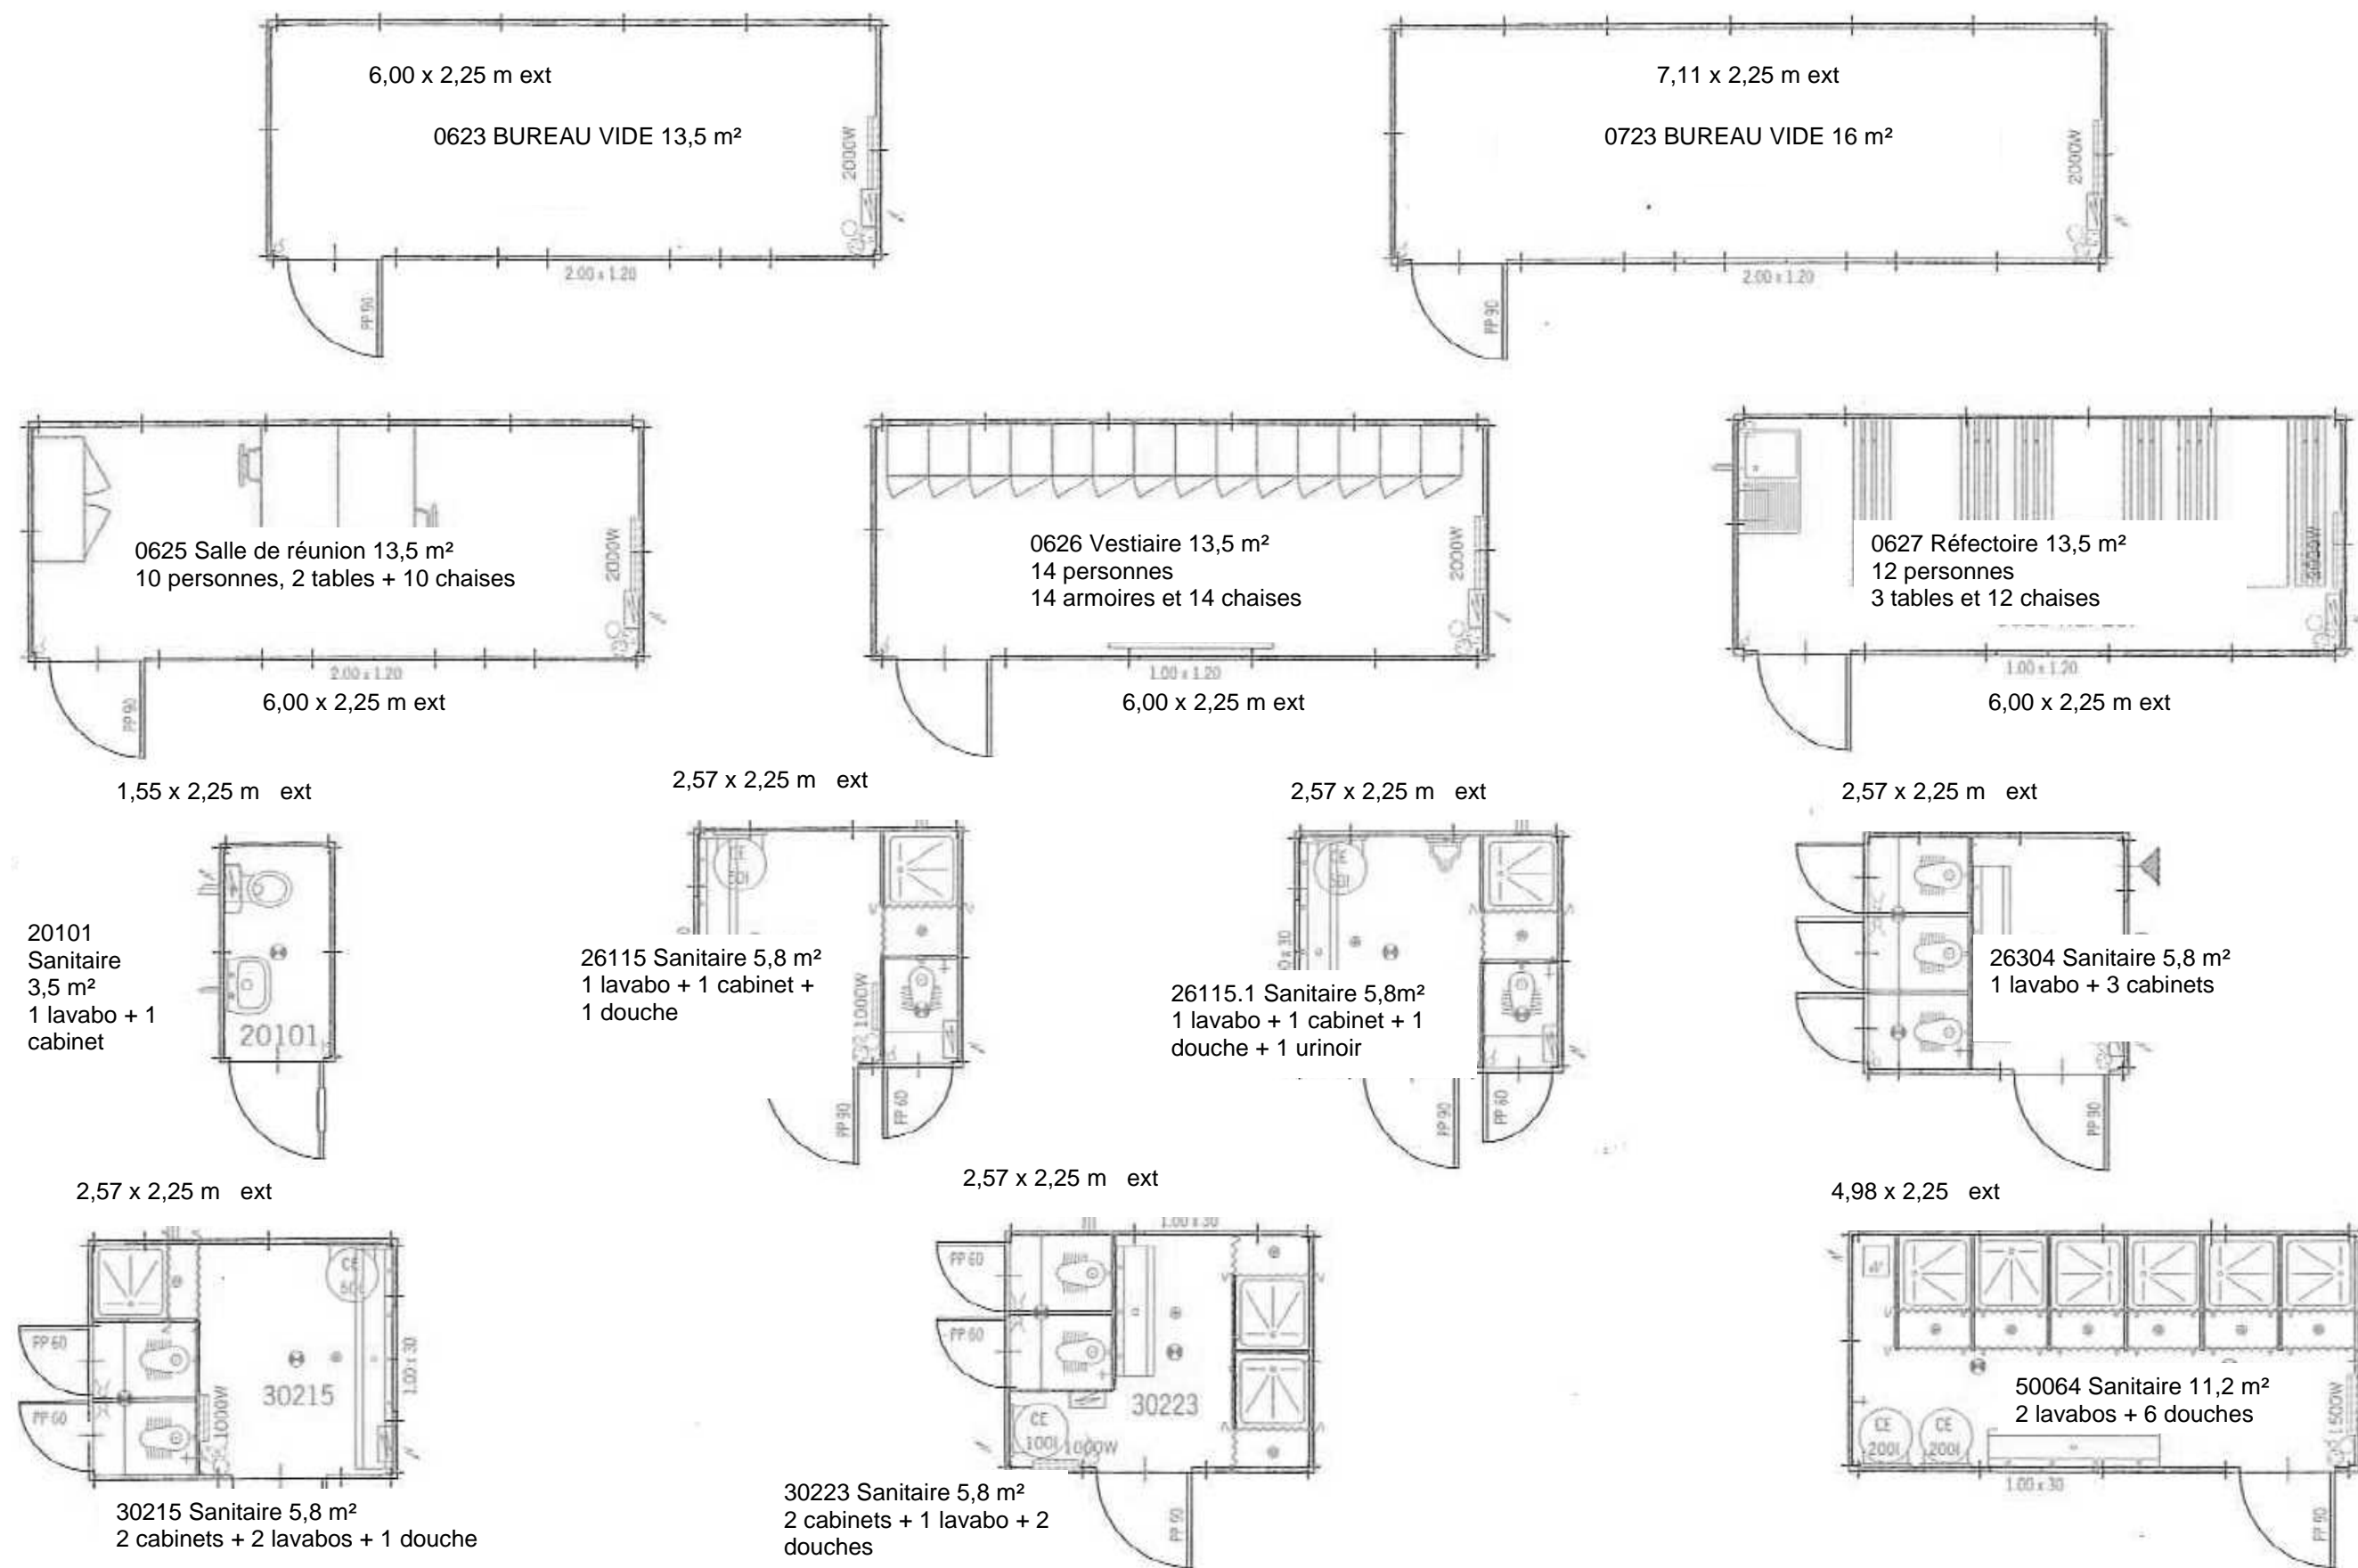 6,00 x 2,25 m ext
0623 BUREAU VIDE 13,5 m²
2000W
2.00 x 1.20
PP 90
7,11 x 2,25 m ext
0723 BUREAU VIDE 16 m²
2000W
2.00 x 1.20
PP 90
0625 Salle de réunion 13,5 m²
10 personnes, 2 tables + 10 chaises
2000W
2.00 x 1.20
PP 90
6,00 x 2,25 m ext
0626 Vestiaire 13,5 m²
14 personnes
14 armoires et 14 chaises
2000W
1.00 x 1.20
6,00 x 2,25 m ext
0627 Réfectoire 13,5 m²
12 personnes
3 tables et 12 chaises
2000W
1.00 x 1.20
6,00 x 2,25 m ext
1,55 x 2,25 m ext
20101
Sanitaire
3,5 m²
1 lavabo + 1
cabinet
20101
2,57 x 2,25 m ext
26115 Sanitaire 5,8 m²
1 lavabo + 1 cabinet +
1 douche
1000W
PP 90
PP 60
2,57 x 2,25 m ext
26115.1 Sanitaire 5,8m²
1 lavabo + 1 cabinet + 1
douche + 1 urinoir
PP 90
PP 60
2,57 x 2,25 m ext
26304 Sanitaire 5,8 m²
1 lavabo + 3 cabinets
PP 90
2,57 x 2,25 m ext
CE
50l
PP 60
PP 60
1000W
30215
1.00 x 30
30215 Sanitaire 5,8 m²
2 cabinets + 2 lavabos + 1 douche
2,57 x 2,25 m ext
1.00 x 30
PP 60
PP 60
30223
CE
100l
1000W
PP 90
30223 Sanitaire 5,8 m²
2 cabinets + 1 lavabo + 2
douches
4,98 x 2,25 ext
50064 Sanitaire 11,2 m²
2 lavabos + 6 douches
CE
200l
CE
200l
1500W
1.00 x 30
PP 90